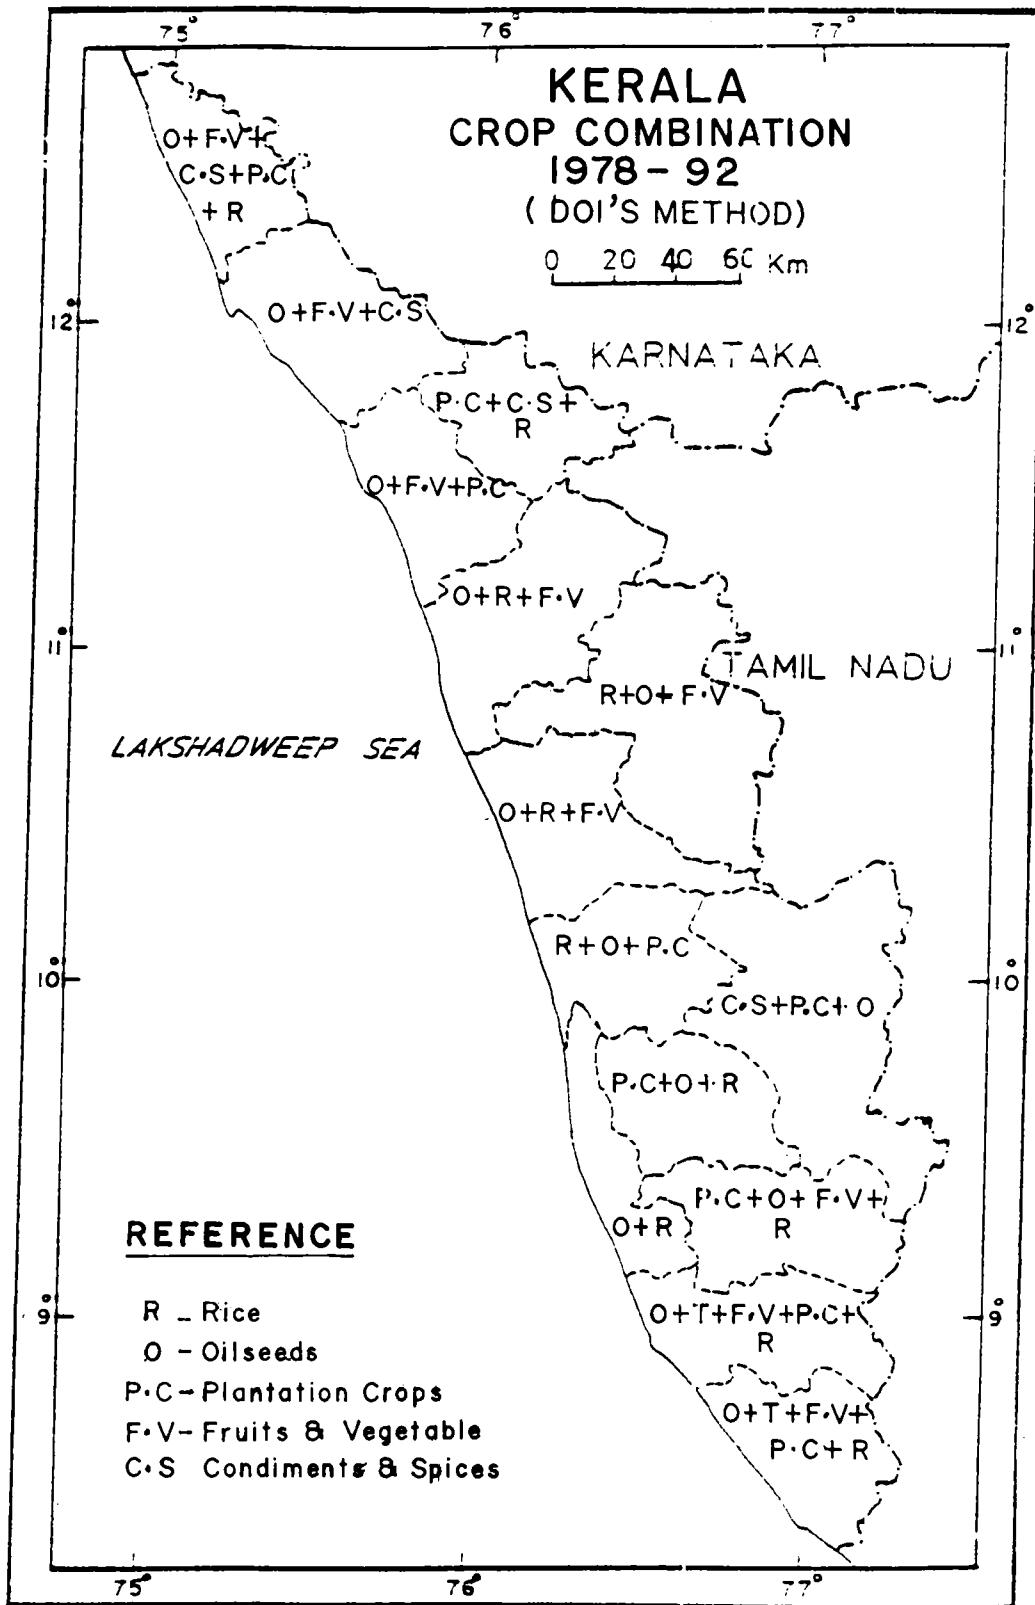 75° 76° 77°
KERALA
CROP COMBINATION
1978-92
(DOI'S METHOD)
0 20 40 60 Km
O+F.V+
C.S+P.C
+ R
O+F.V+C.S
12° 12°
KARNATAKA
P.C+C.S+
R
O+F.V+P.C
O+R+F.V
11° 11°
TAMIL NADU
R+O+F.V
LAKSHADWEEP SEA
O+R+F.V
R+O+P.C
10° 10°
C.S+P.C+O
P.C+O+R
P.C+O+F.V+
R
O+R
REFERENCE
R - Rice
9° 9°
O+T+F.V+P.C+
R
O - Oilseeds
P.C - Plantation Crops
O+T+F.V+
F.V - Fruits & Vegetable
P.C+R
C.S Condiments & Spices
75° 76° 77°